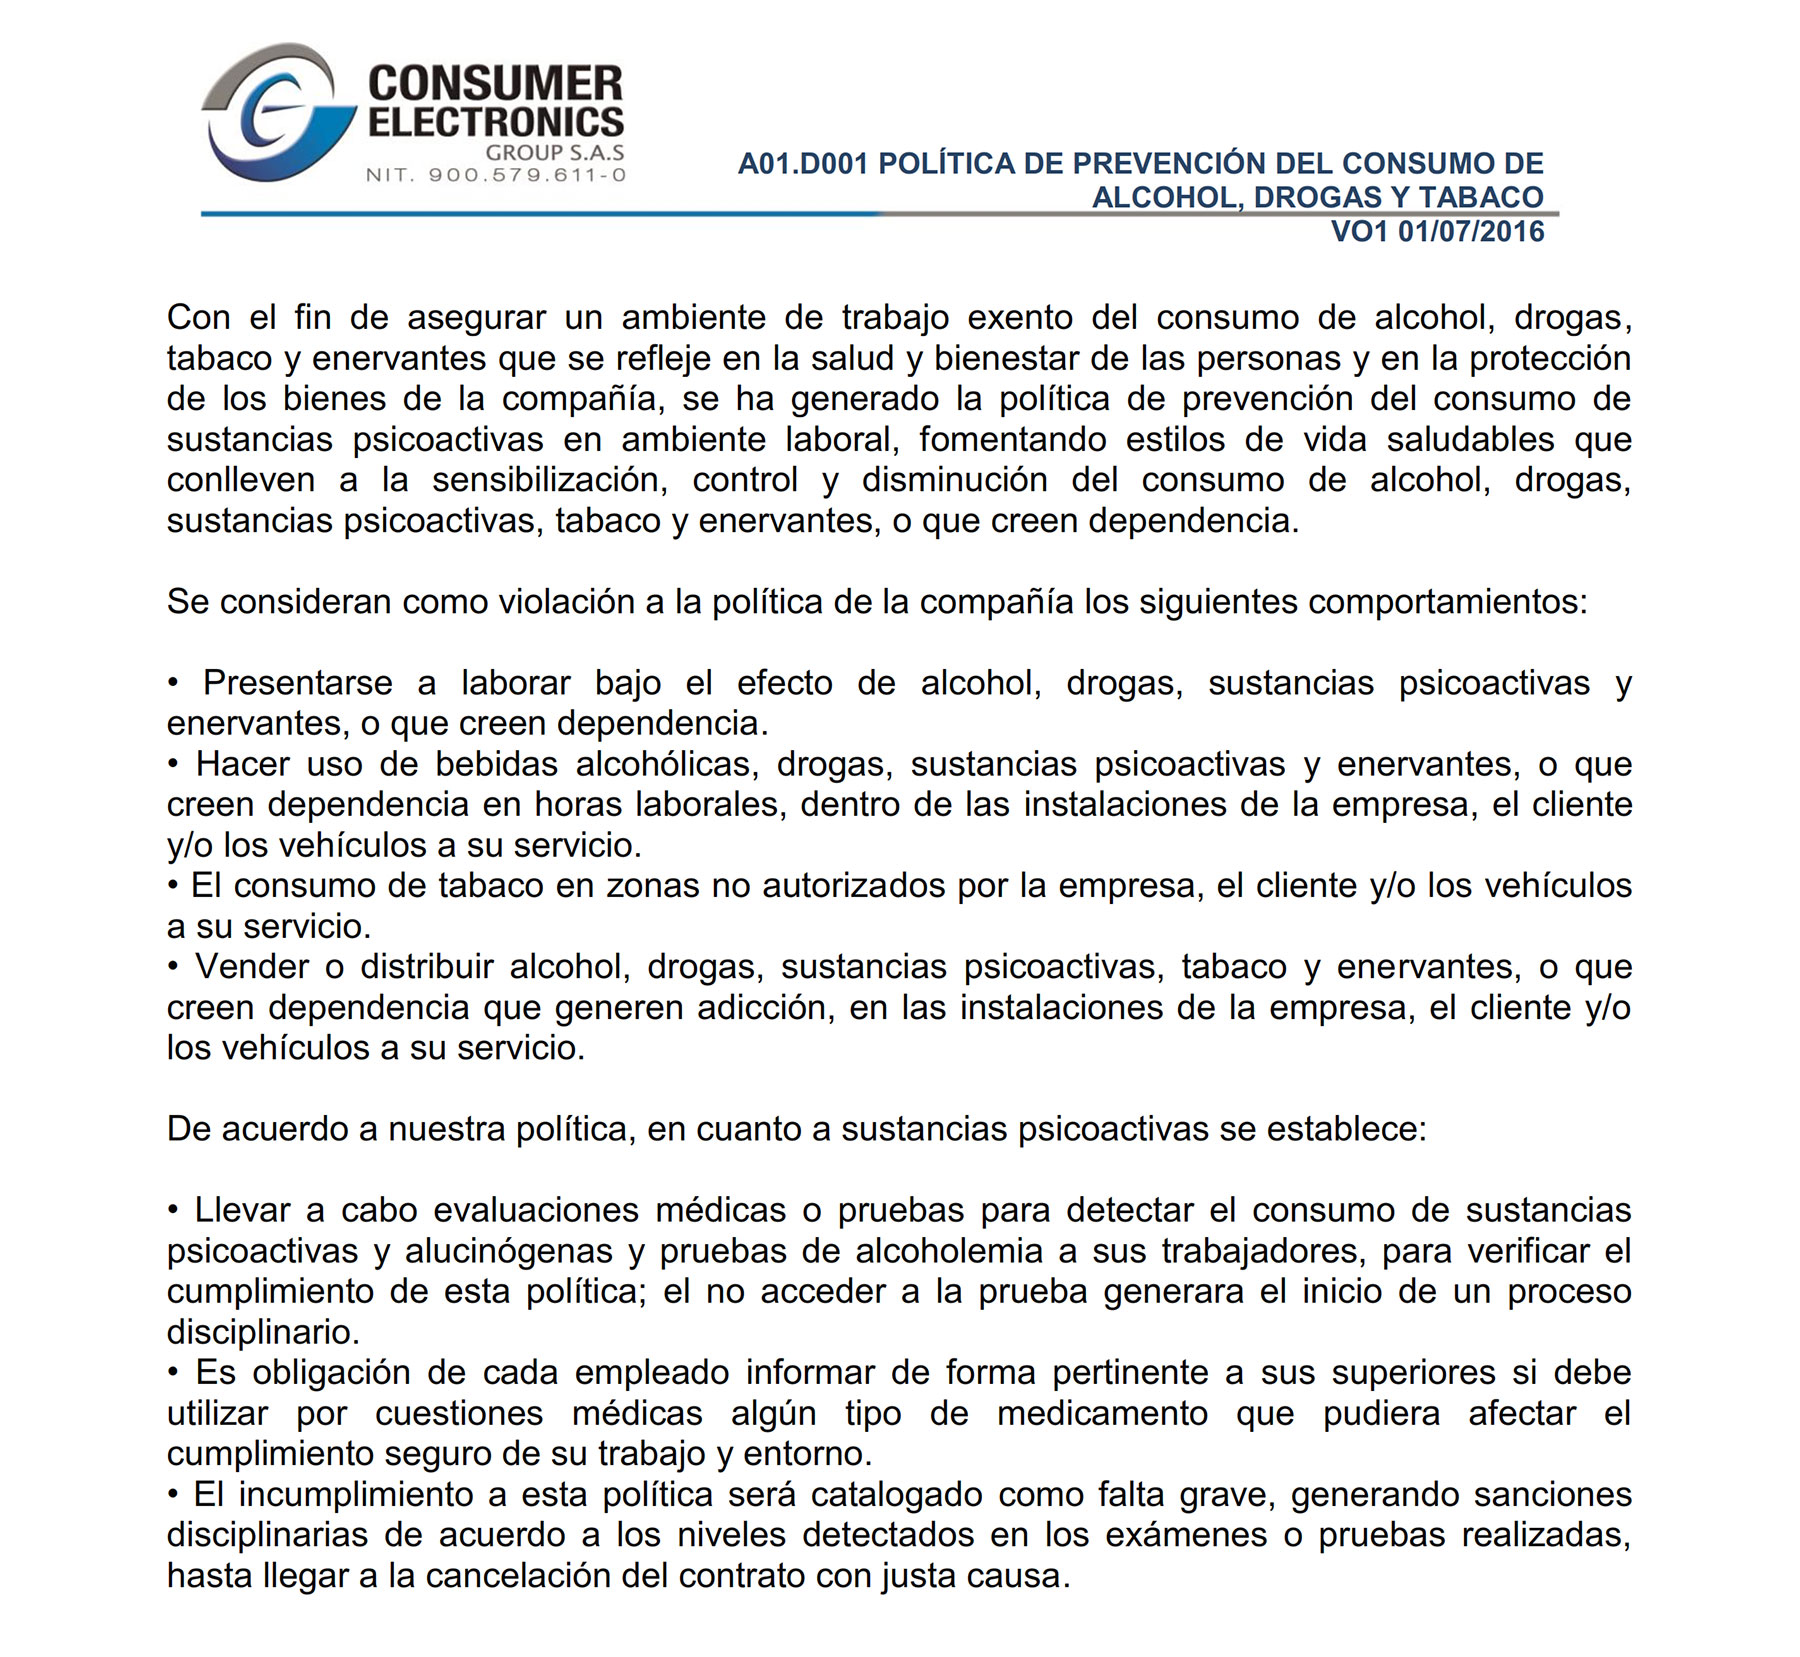 CONSUMER
ELECTRONICS
GROUP S.A.S
NIT. 900.579.611-0
A01.D001 POLÍTICA DE PREVENCIÓN DEL CONSUMO DE
ALCOHOL, DROGAS Y TABACO
VO1 01/07/2016
Con el fin de asegurar un ambiente de trabajo exento del consumo de alcohol, drogas,
tabaco y enervantes que se refleje en la salud y bienestar de las personas y en la protección
de los bienes de la compañía, se ha generado la política de prevención del consumo de
sustancias psicoactivas en ambiente laboral, fomentando estilos de vida saludables que
conlleven a la sensibilización, control y disminución del consumo de alcohol, drogas,
sustancias psicoactivas, tabaco y enervantes, o que creen dependencia.
Se consideran como violación a la política de la compañía los siguientes comportamientos:
• Presentarse a laborar bajo el efecto de alcohol, drogas, sustancias psicoactivas y
enervantes, o que creen dependencia.
• Hacer uso de bebidas alcohólicas, drogas, sustancias psicoactivas y enervantes, o que
creen dependencia en horas laborales, dentro de las instalaciones de la empresa, el cliente
y/o los vehículos a su servicio.
• El consumo de tabaco en zonas no autorizados por la empresa, el cliente y/o los vehículos
a su servicio.
• Vender o distribuir alcohol, drogas, sustancias psicoactivas, tabaco y enervantes, o que
creen dependencia que generen adicción, en las instalaciones de la empresa, el cliente y/o
los vehículos a su servicio.
De acuerdo a nuestra política, en cuanto a sustancias psicoactivas se establece:
• Llevar a cabo evaluaciones médicas o pruebas para detectar el consumo de sustancias
psicoactivas y alucinógenas y pruebas de alcoholemia a sus trabajadores, para verificar el
cumplimiento de esta política; el no acceder a la prueba generara el inicio de un proceso
disciplinario.
• Es obligación de cada empleado informar de forma pertinente a sus superiores si debe
utilizar por cuestiones médicas algún tipo de medicamento que pudiera afectar el
cumplimiento seguro de su trabajo y entorno.
• El incumplimiento a esta política será catalogado como falta grave, generando sanciones
disciplinarias de acuerdo a los niveles detectados en los exámenes o pruebas realizadas,
hasta llegar a la cancelación del contrato con justa causa.